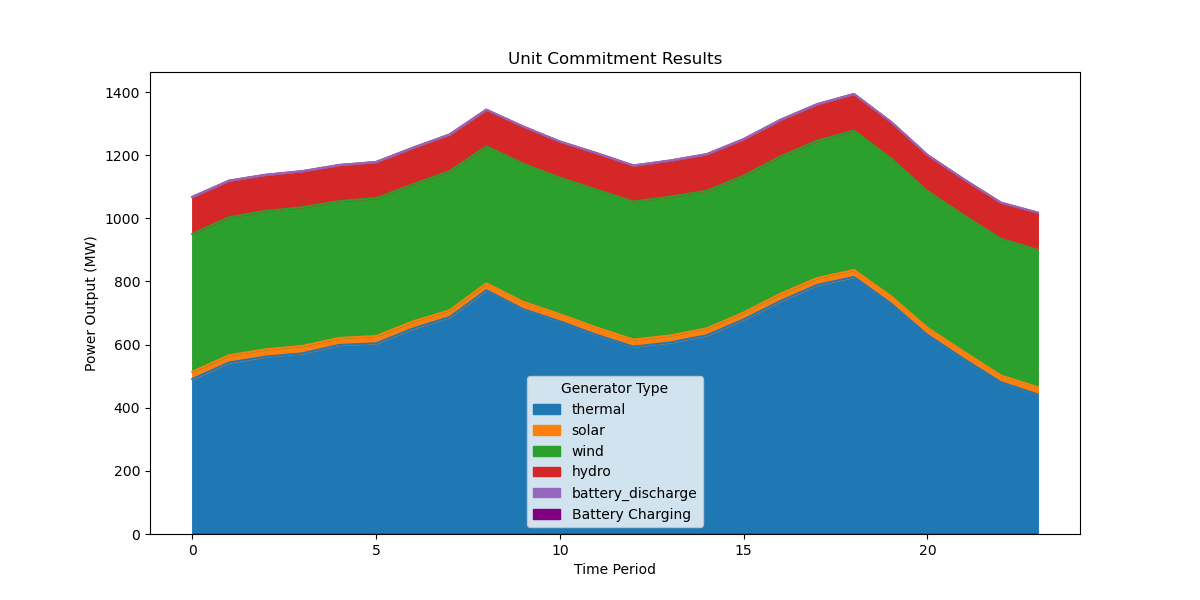 Unit Commitment Results
Power Output (MW)
1400
1200
1000
800
600
400
200
0
Generator Type
thermal
solar
wind
hydro
battery_discharge
Battery Charging
0 5 10 15 20
Time Period